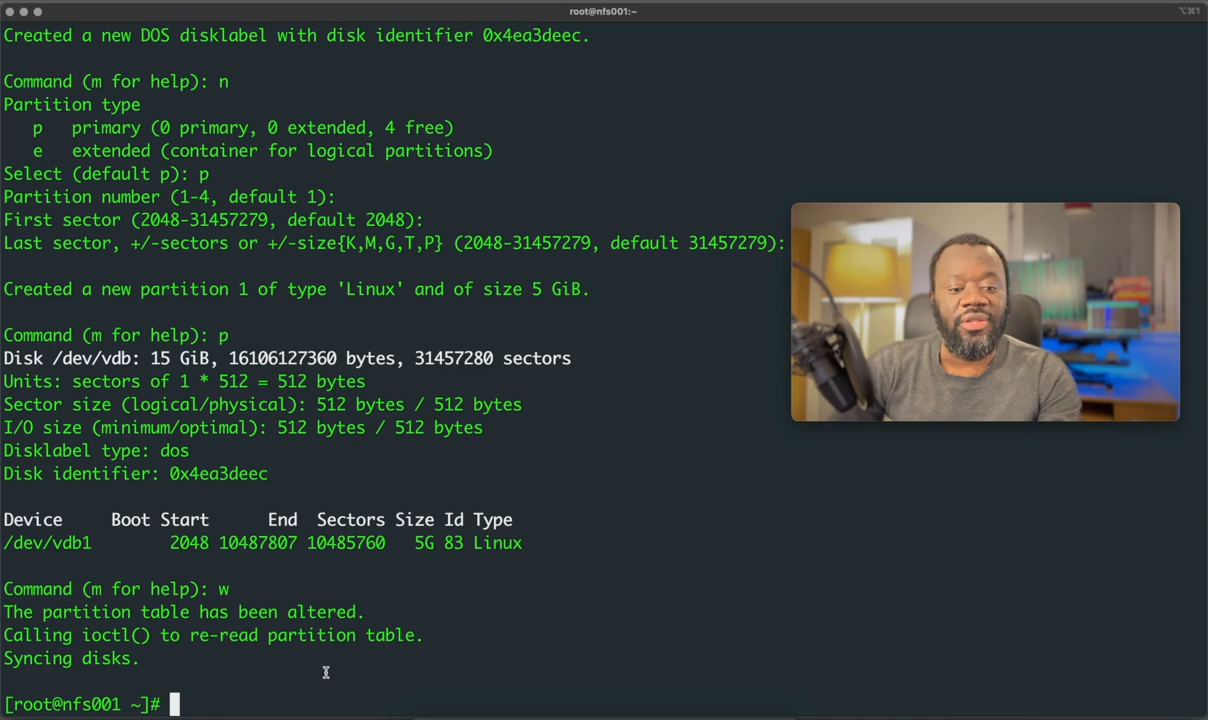 root@nfs001:~
⌥⌘1
Created a new DOS disklabel with disk identifier 0x4ea3deec.
Command (m for help): n
Partition type
p   primary (0 primary, 0 extended, 4 free)
e   extended (container for logical partitions)
Select (default p): p
Partition number (1-4, default 1):
First sector (2048-31457279, default 2048):
Last sector, +/-sectors or +/-size{K,M,G,T,P} (2048-31457279, default 31457279):
Created a new partition 1 of type 'Linux' and of size 5 GiB.
Command (m for help): p
Disk /dev/vdb: 15 GiB, 16106127360 bytes, 31457280 sectors
Units: sectors of 1 * 512 = 512 bytes
Sector size (logical/physical): 512 bytes / 512 bytes
I/O size (minimum/optimal): 512 bytes / 512 bytes
Disklabel type: dos
Disk identifier: 0x4ea3deec
Device     Boot Start      End  Sectors Size Id Type
/dev/vdb1        2048 10487807 10485760   5G 83 Linux
Command (m for help): w
The partition table has been altered.
Calling ioctl() to re-read partition table.
Syncing disks.
[root@nfs001 ~]#